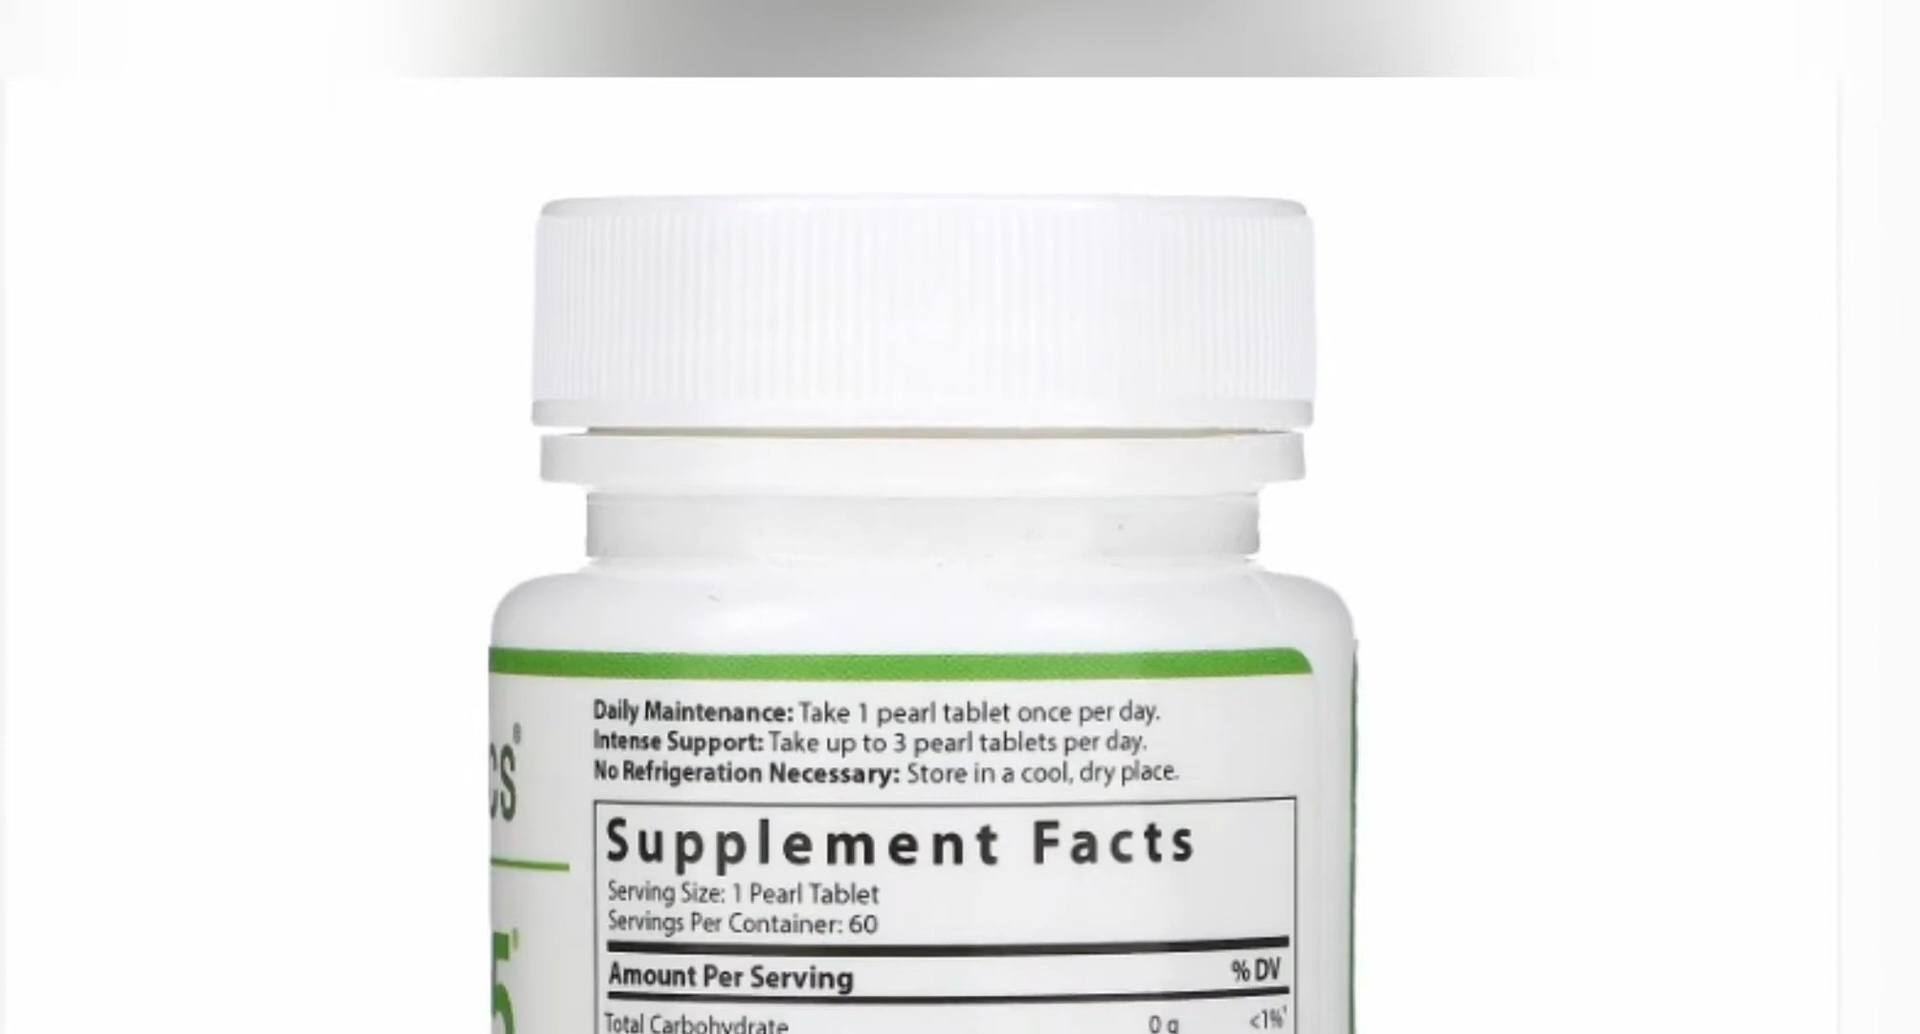 Daily Maintenance: Take 1 pearl tablet once per day.
Intense Support: Take up to 3 pearl tablets per day.
No Refrigeration Necessary: Store in a cool, dry place.
cs®
Supplement Facts
Serving Size: 1 Pearl Tablet
Servings Per Container: 60
5
Amount Per Serving % DV
Total Carbohydrate 0 g <1%†